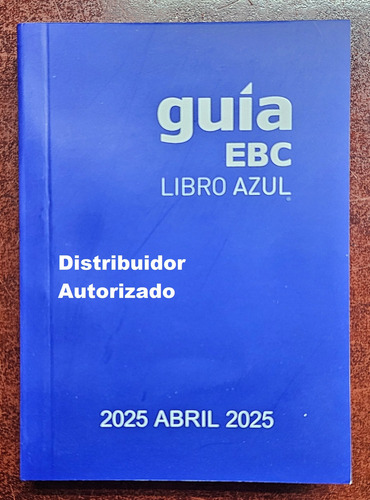 guía
EBC
LIBRO AZUL
Distribuidor
Autorizado
2025 ABRIL 2025